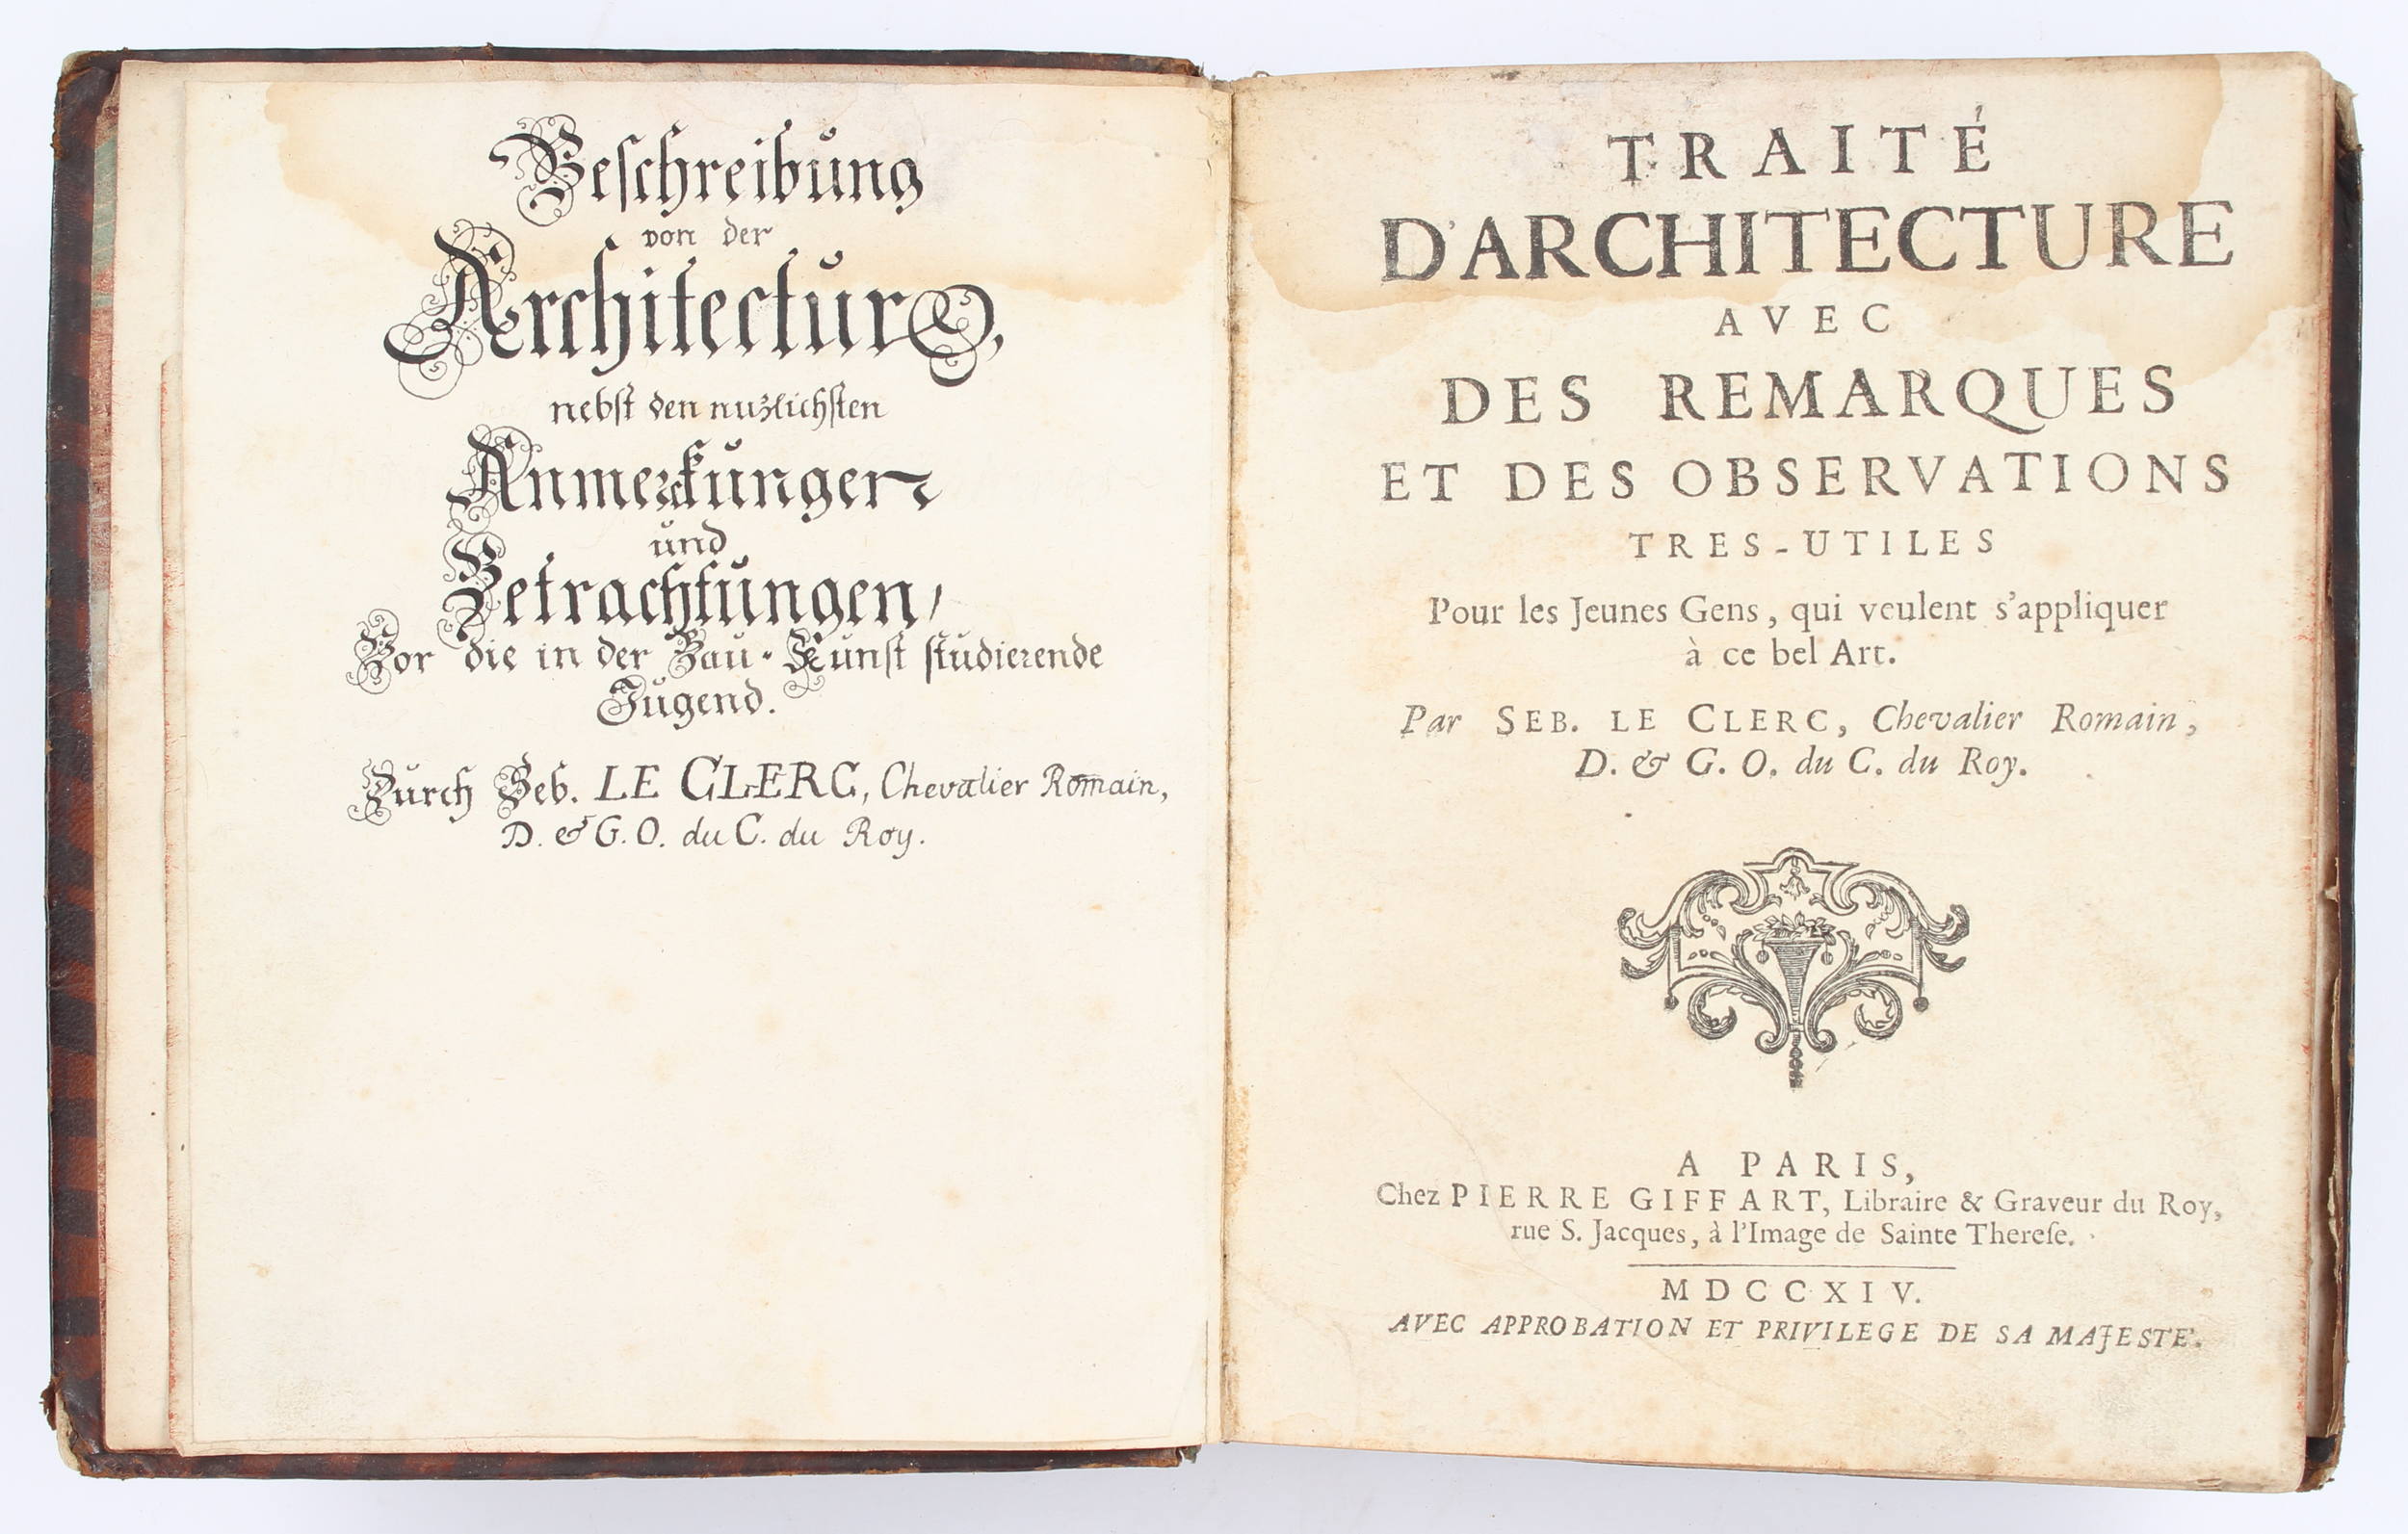 Beſchreibung
von der
Architectur,
nebſt den nuzlichſten
Anmerckungen
und
Betrachtungen/
Vor die in der Bau-Kunſt ſtudierende
Jugend.
Durch Seb. LE CLERC, Chevalier Romain,
D. & G. O. du C. du Roy.
TRAITÉ
D'ARCHITECTURE
AVEC
DES REMARQUES
ET DES OBSERVATIONS
TRES-UTILES
Pour les Jeunes Gens, qui veulent s'appliquer
à ce bel Art.
Par SEB. LE CLERC, Chevalier Romain,
D. & G. O. du C. du Roy.
A PARIS,
Chez PIERRE GIFFART, Libraire & Graveur du Roy,
rue S. Jacques, à l'Image de Sainte Thereſe.
MDCCXIV.
AVEC APPROBATION ET PRIVILEGE DE SA MAJESTE'.